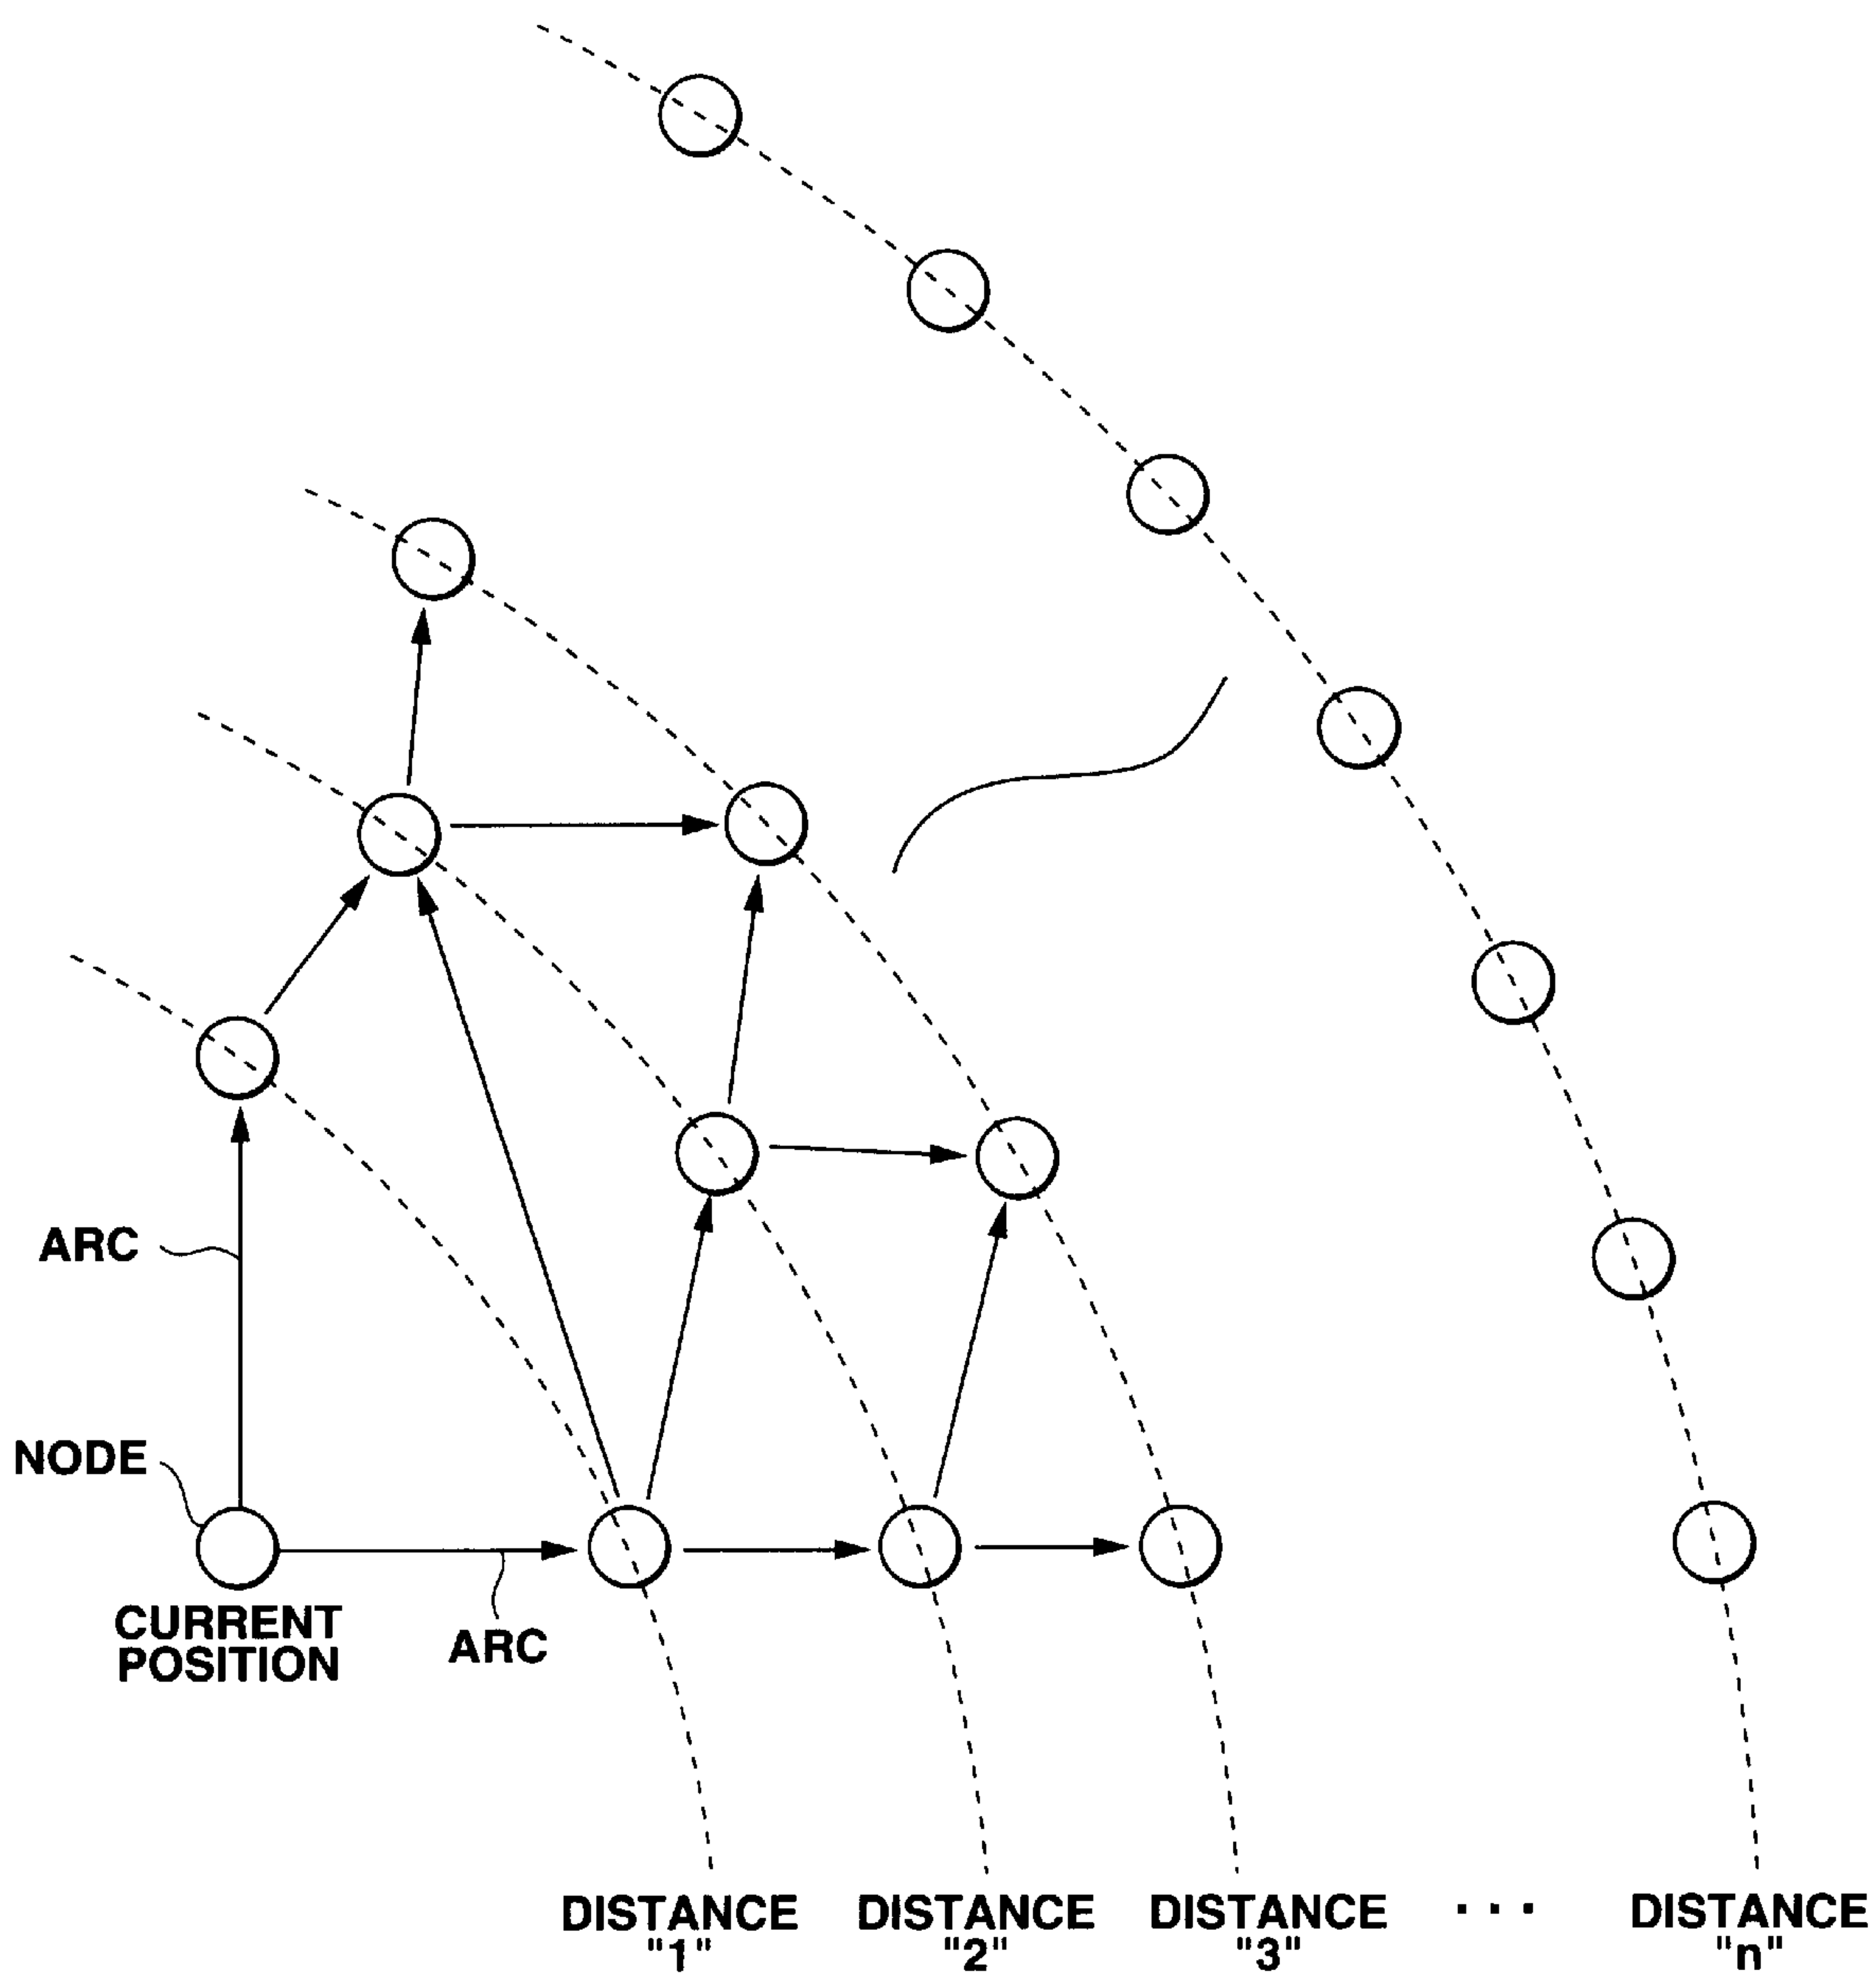 ARC
NODE
CURRENT
POSITION
ARC
DISTANCE
"1"
DISTANCE
"2"
DISTANCE
"3"
...
DISTANCE
"n"